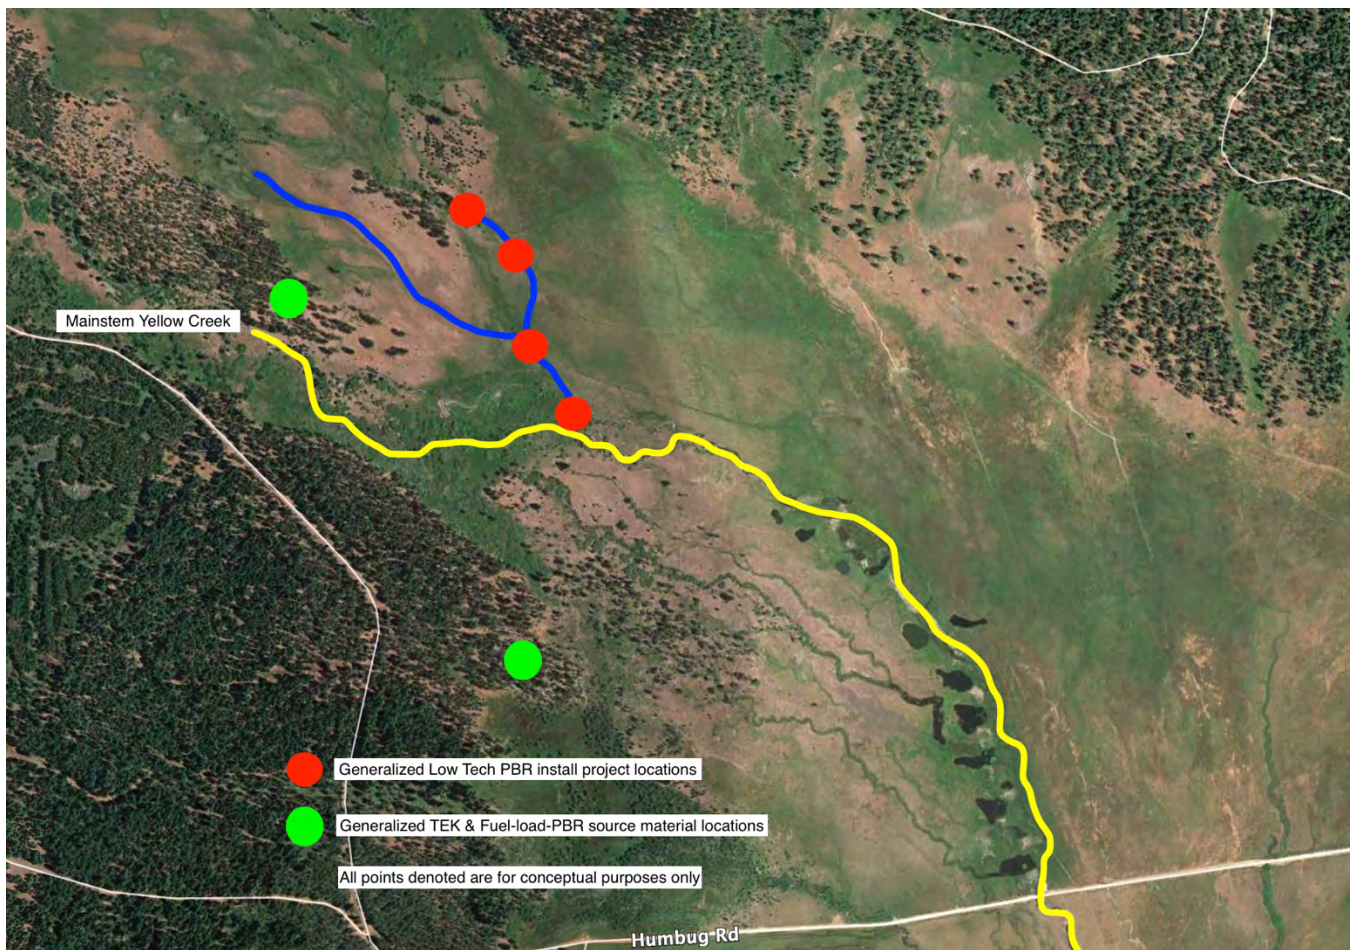 Mainstem Yellow Creek
Generalized Low Tech PBR install project locations
Generalized TEK & Fuel-load-PBR source material locations
All points denoted are for conceptual purposes only
Humbug Rd